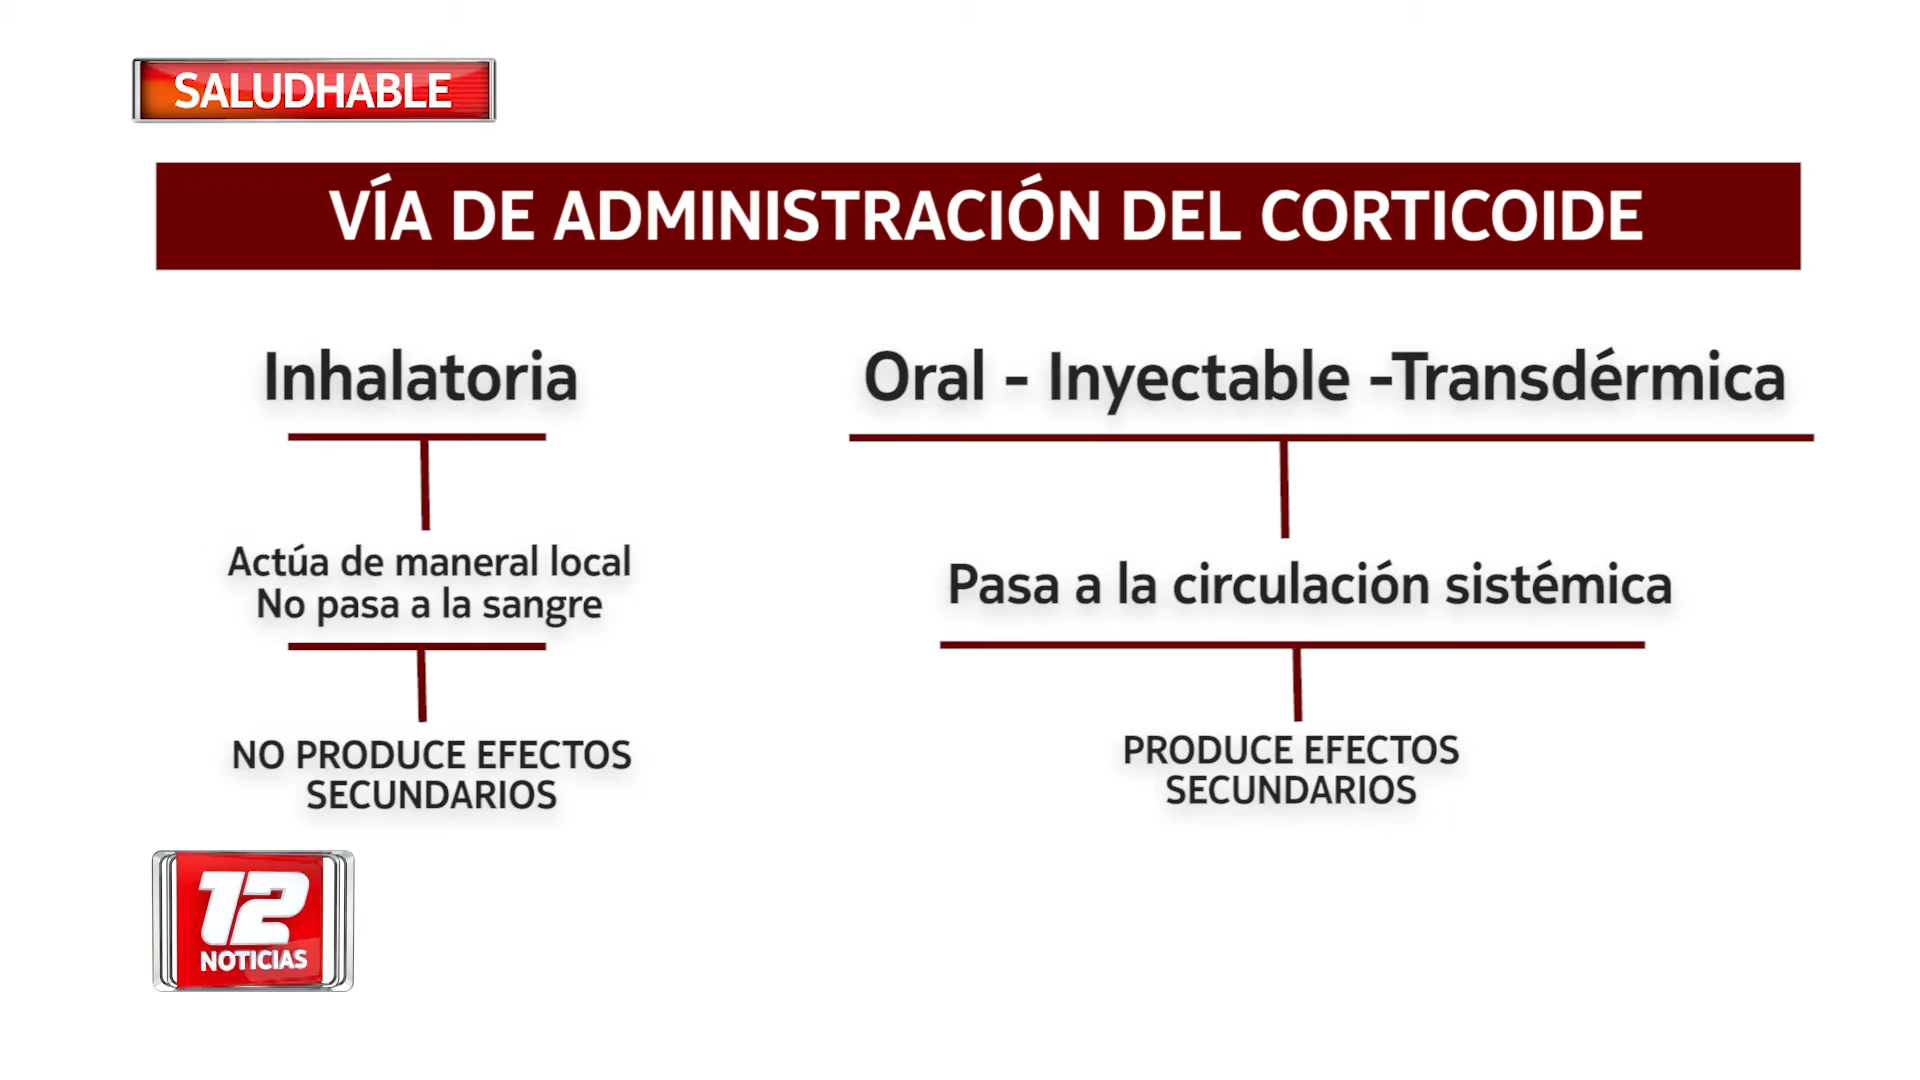 SALUDHABLE
VÍA DE ADMINISTRACIÓN DEL CORTICOIDE
Inhalatoria
Actúa de maneral local
No pasa a la sangre
NO PRODUCE EFECTOS
SECUNDARIOS
Oral - Inyectable -Transdérmica
Pasa a la circulación sistémica
PRODUCE EFECTOS
SECUNDARIOS
12
NOTICIAS